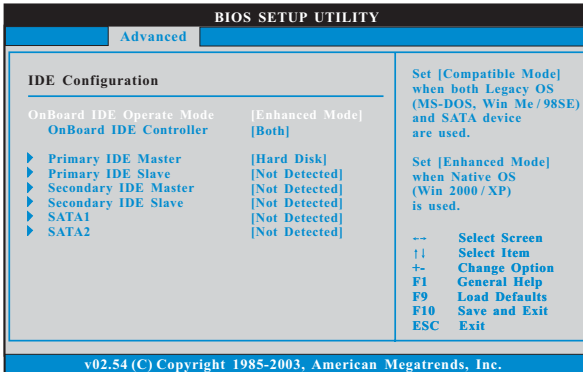 BIOS SETUP UTILITY
Advanced
IDE Configuration
OnBoard IDE Operate Mode [Enhanced Mode]
OnBoard IDE Controller [Both]
Primary IDE Master [Hard Disk]
Primary IDE Slave [Not Detected]
Secondary IDE Master [Not Detected]
Secondary IDE Slave [Not Detected]
SATA1 [Not Detected]
SATA2 [Not Detected]
Set [Compatible Mode]
when both Legacy OS
(MS-DOS, Win Me / 98SE)
and SATA device
are used.
Set [Enhanced Mode]
when Native OS
(Win 2000 / XP)
is used.
←→ Select Screen
↑↓ Select Item
+- Change Option
F1 General Help
F9 Load Defaults
F10 Save and Exit
ESC Exit
v02.54 (C) Copyright 1985-2003, American Megatrends, Inc.